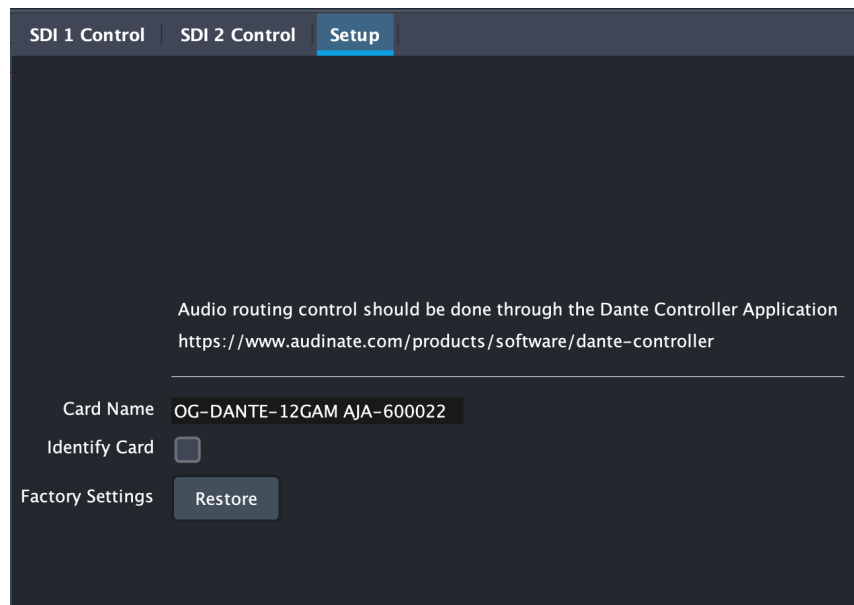 SDI 1 Control SDI 2 Control Setup
Audio routing control should be done through the Dante Controller Application
https://www.audinate.com/products/software/dante-controller
Card Name OG-DANTE-12GAM AJA-600022
Identify Card
Factory Settings Restore